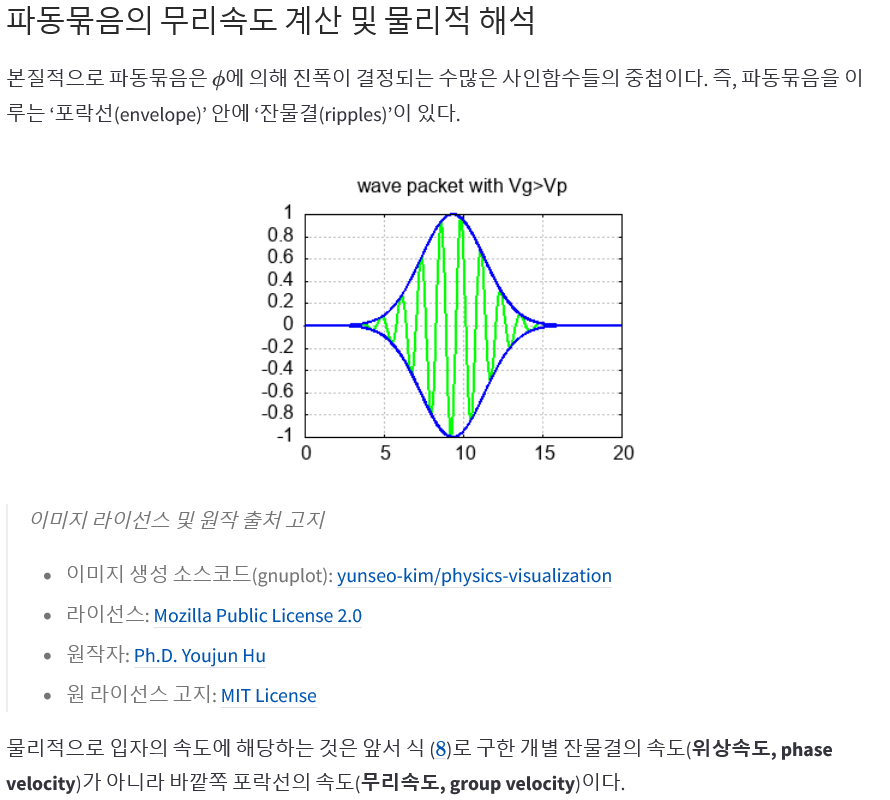 파동묶음의 무리속도 계산 및 물리적 해석
본질적으로 파동묶음은 ϕ에 의해 진폭이 결정되는 수많은 사인함수들의 중첩이다. 즉, 파동묶음을 이
루는 ‘포락선(envelope)’ 안에 ‘잔물결(ripples)’이 있다.
wave packet with Vg>Vp
1
0.8
0.6
0.4
0.2
0
-0.2
-0.4
-0.6
-0.8
-1
0 5 10 15 20
이미지 라이선스 및 원작 출처 고지
• 이미지 생성 소스코드(gnuplot): yunseo-kim/physics-visualization
• 라이선스: Mozilla Public License 2.0
• 원작자: Ph.D. Youjun Hu
• 원 라이선스 고지: MIT License
물리적으로 입자의 속도에 해당하는 것은 앞서 식 (8)로 구한 개별 잔물결의 속도(위상속도, phase
velocity)가 아니라 바깥쪽 포락선의 속도(무리속도, group velocity)이다.